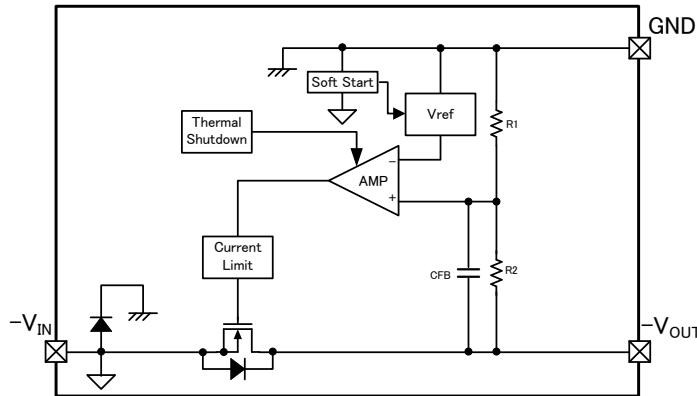 GND
Soft Start
Vref
R1
Thermal
Shutdown
−
AMP
+
Current
Limit
CFB
R2
−VIN
−VOUT